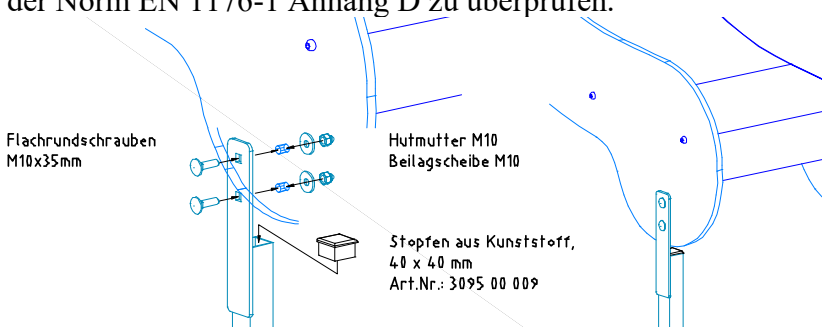 der Norm EN 1176-1 Anhang D zu überprüfen.
Flachrundschrauben
M10x35mm
Hutmutter M10
Beilagscheibe M10
Stopfen aus Kunststoff,
40 x 40 mm
Art.Nr.: 3095 00 009